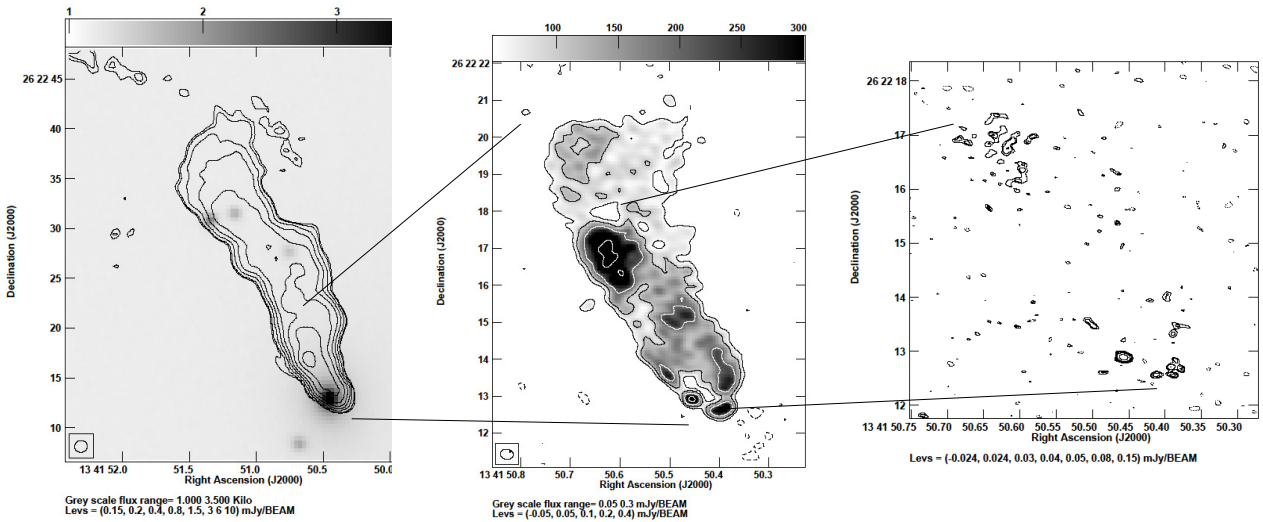 1 2 3
26 22 45
40
35
30
25
20
15
10
Declination (J2000)
13 41 52.0 51.5 51.0 50.5 50.0
Right Ascension (J2000)
Grey scale flux range= 1.000 3.500 Kilo
Levs = (0.15, 0.2, 0.4, 0.8, 1.5, 3 6 10) mJy/BEAM
100 150 200 250 300
26 22 22
21
20
19
18
17
16
15
14
13
12
Declination (J2000)
13 41 50.8 50.7 50.6 50.5 50.4 50.3
Right Ascension (J2000)
Grey scale flux range= 0.05 0.3 mJy/BEAM
Levs = (-0.05, 0.05, 0.1, 0.2, 0.4) mJy/BEAM
26 22 18
17
16
15
14
13
12
Declination (J2000)
13 41 50.75 50.70 50.65 50.60 50.55 50.50 50.45 50.40 50.35 50.30
Right Ascension (J2000)
Levs = (-0.024, 0.024, 0.03, 0.04, 0.05, 0.08, 0.15) mJy/BEAM